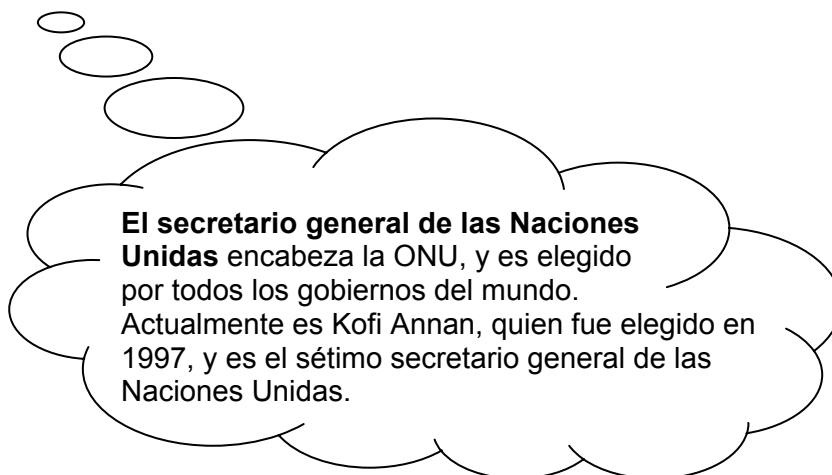 El secretario general de las Naciones
Unidas encabeza la ONU, y es elegido
por todos los gobiernos del mundo.
Actualmente es Kofi Annan, quien fue elegido en
1997, y es el sétimo secretario general de las
Naciones Unidas.